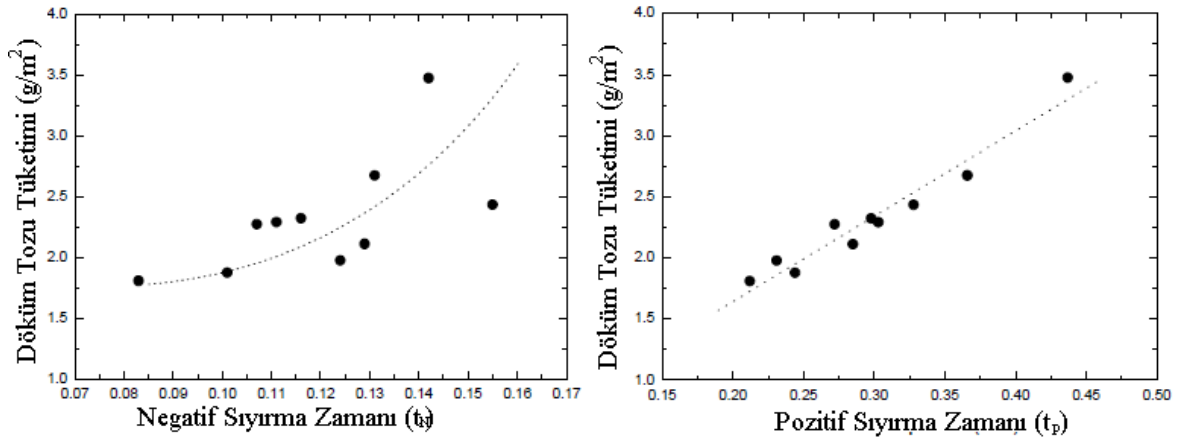 Döküm Tozu Tüketimi (g/m²)
4.0
3.5
3.0
2.5
2.0
1.5
1.0
0.07 0.08 0.09 0.10 0.11 0.12 0.13 0.14 0.15 0.16 0.17
Negatif Sıyırma Zamanı (t_N)
Döküm Tozu Tüketimi (g/m²)
4.0
3.5
3.0
2.5
2.0
1.5
1.0
0.15 0.20 0.25 0.30 0.35 0.40 0.45 0.50
Pozitif Sıyırma Zamanı (t_p)